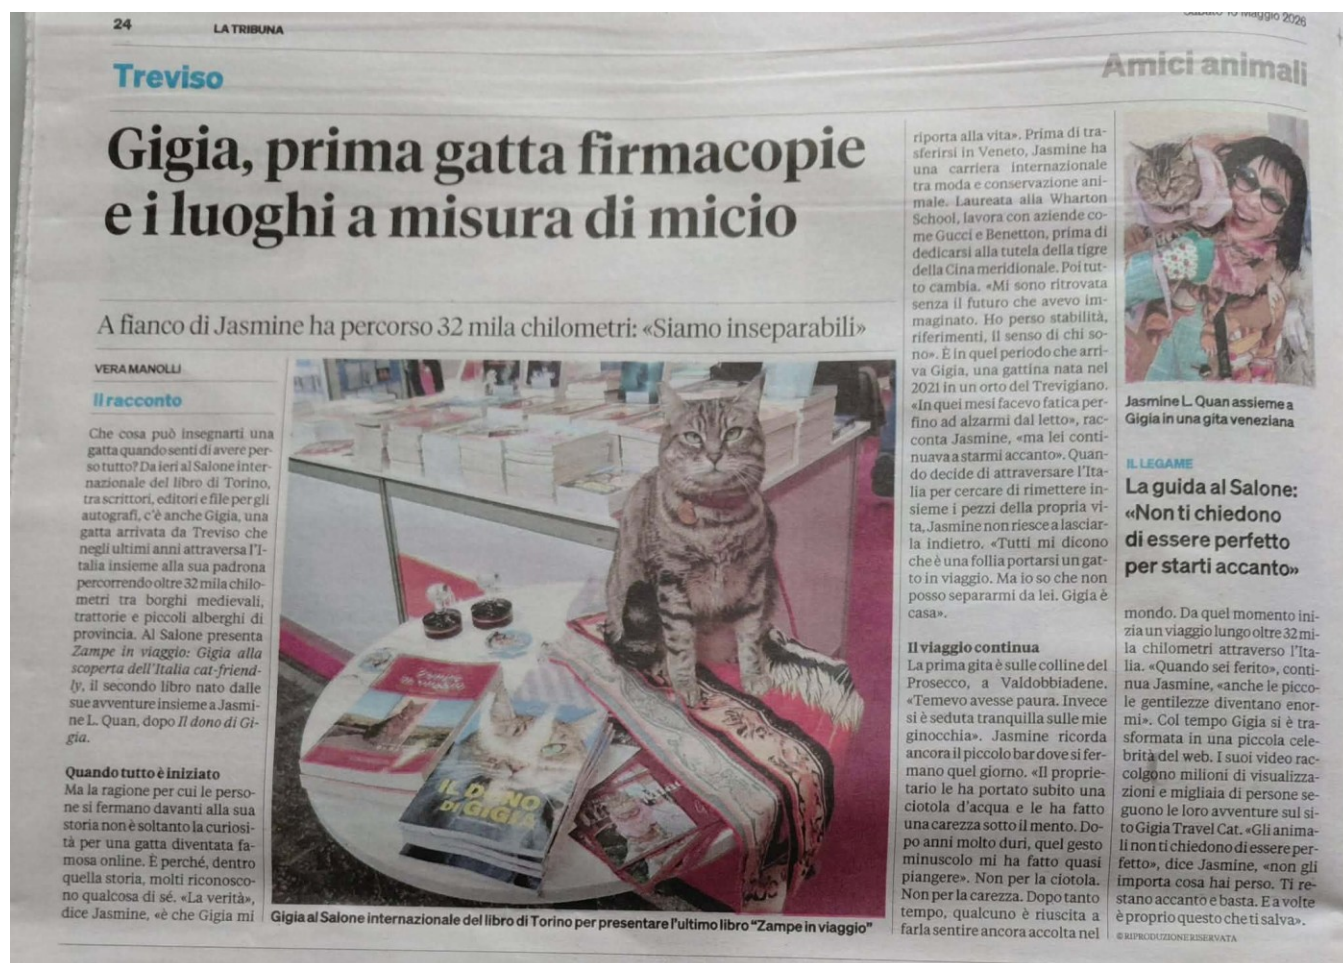 24
LA TRIBUNA
Maggio 2026
Treviso
Amici animali
Gigia, prima gatta firmacopie
e i luoghi a misura di micio
A fianco di Jasmine ha percorso 32 mila chilometri: «Siamo inseparabili»
VERA MANOLLI
Il racconto
Che cosa può insegnarti una
gatta quando senti di avere per-
so tutto? Da ieri al Salone inter-
nazionale del libro di Torino,
tra scrittori, editori e file per gli
autografi, c'è anche Gigia, una
gatta arrivata da Treviso che
negli ultimi anni attraversa l'I-
talia insieme alla sua padrona
percorrendo oltre 32 mila chilo-
metri tra borghi medievali,
trattorie e piccoli alberghi di
provincia. Al Salone presenta
Zampe in viaggio: Gigia alla
scoperta dell'Italia cat-friend-
ly, il secondo libro nato dalle
sue avventure insieme a Jasmi-
ne L. Quan, dopo Il dono di Gi-
gia.
Quando tutto è iniziato
Ma la ragione per cui le perso-
ne si fermano davanti alla sua
storia non è soltanto la curiosi-
tà per una gatta diventata fa-
mosa online. È perché, dentro
quella storia, molti riconosco-
no qualcosa di sé. «La verità»,
dice Jasmine, «è che Gigia mi
Zampe
in viaggio
IL DONO
DI GIGIA
Gigia al Salone internazionale del libro di Torino per presentare l'ultimo libro "Zampe in viaggio"
riporta alla vita». Prima di tra-
sferirsi in Veneto, Jasmine ha
una carriera internazionale
tra moda e conservazione ani-
male. Laureata alla Wharton
School, lavora con aziende co-
me Gucci e Benetton, prima di
dedicarsi alla tutela della tigre
della Cina meridionale. Poi tut-
to cambia. «Mi sono ritrovata
senza il futuro che avevo im-
maginato. Ho perso stabilità,
riferimenti, il senso di chi so-
no». È in quel periodo che arri-
va Gigia, una gattina nata nel
2021 in un orto del Trevigiano.
«In quei mesi facevo fatica per-
fino ad alzarmi dal letto», rac-
conta Jasmine, «ma lei conti-
nuava a starmi accanto». Quan-
do decide di attraversare l'Ita-
lia per cercare di rimettere in-
sieme i pezzi della propria vi-
ta, Jasmine non riesce a lasciar-
la indietro. «Tutti mi dicono
che è una follia portarsi un gat-
to in viaggio. Ma io so che non
posso separarmi da lei. Gigia è
casa».
Il viaggio continua
La prima gita è sulle colline del
Prosecco, a Valdobbiadene.
«Temevo avesse paura. Invece
si è seduta tranquilla sulle mie
ginocchia». Jasmine ricorda
ancora il piccolo bar dove si fer-
mano quel giorno. «Il proprie-
tario le ha portato subito una
ciotola d'acqua e le ha fatto
una carezza sotto il mento. Do-
po anni molto duri, quel gesto
minuscolo mi ha fatto quasi
piangere». Non per la ciotola.
Non per la carezza. Dopo tanto
tempo, qualcuno è riuscita a
farla sentire ancora accolta nel
Jasmine L. Quan assieme a
Gigia in una gita veneziana
IL LEGAME
La guida al Salone:
«Non ti chiedono
di essere perfetto
per starti accanto»
mondo. Da quel momento ini-
zia un viaggio lungo oltre 32 mi-
la chilometri attraverso l'Ita-
lia. «Quando sei ferito», conti-
nua Jasmine, «anche le picco-
le gentilezze diventano enor-
mi». Col tempo Gigia si è tra-
sformata in una piccola cele-
brità del web. I suoi video rac-
colgono milioni di visualizza-
zioni e migliaia di persone se-
guono le loro avventure sul si-
to Gigia Travel Cat. «Gli anima-
li non ti chiedono di essere per-
fetto», dice Jasmine, «non gli
importa cosa hai perso. Ti re-
stano accanto e basta. E a volte
è proprio questo che ti salva».
©RIPRODUZIONE RISERVATA